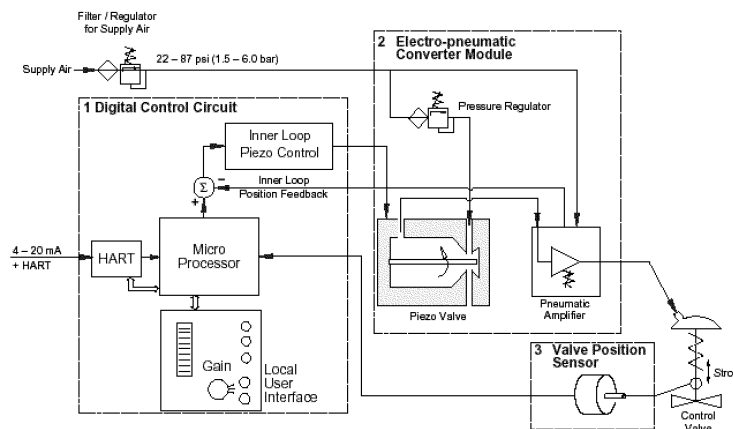 Filter / Regulator
for Supply Air
22 – 87 psi (1.5 – 6.0 bar)
Supply Air
2 Electro-pneumatic
Converter Module
Pressure Regulator
1 Digital Control Circuit
Inner Loop
Piezo Control
Σ
–
+
Inner Loop
Position Feedback
4 – 20 mA
+ HART
HART
Micro
Processor
Piezo Valve
Pneumatic
Amplifier
Gain
Local
User
Interface
3 Valve Position
Sensor
Stro
Control
Valve